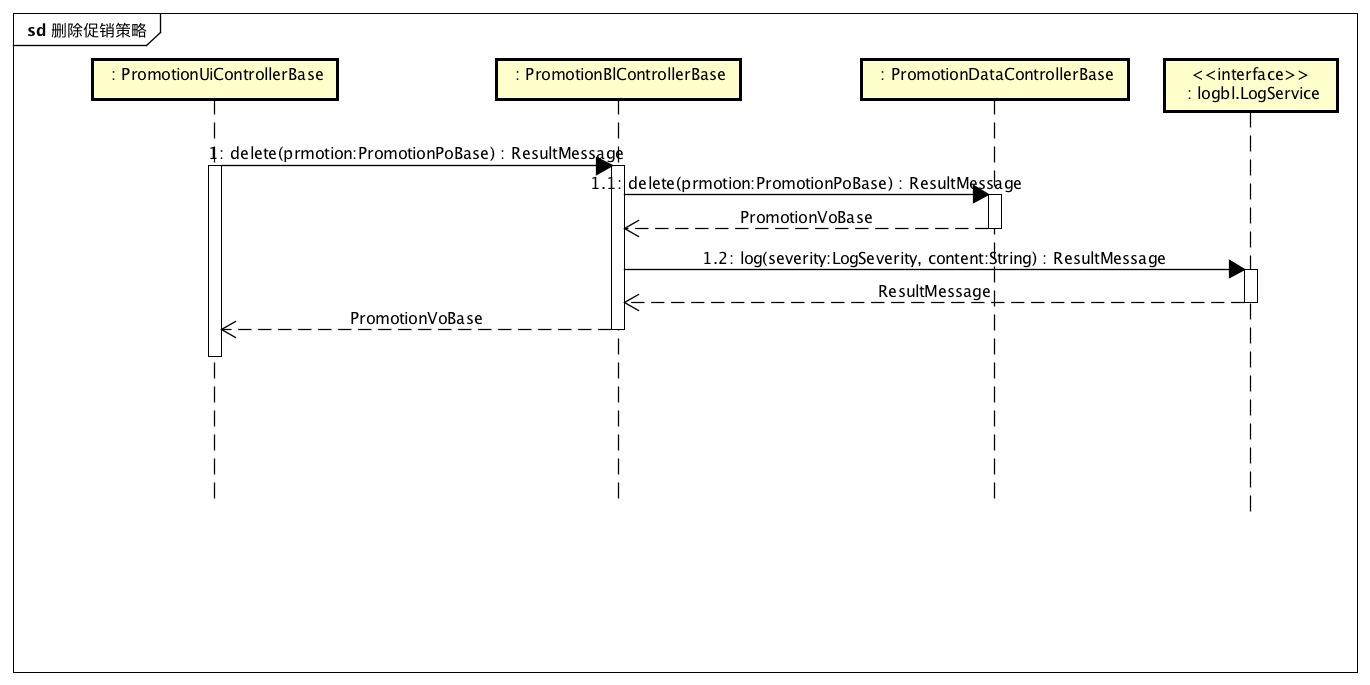 sd 删除促销策略
: PromotionUiControllerBase
: PromotionBlControllerBase
: PromotionDataControllerBase
<<interface>>
: logbl.LogService
1: delete(prmotion:PromotionPoBase) : ResultMessage
1.1: delete(prmotion:PromotionPoBase) : ResultMessage
PromotionVoBase
1.2: log(severity:LogSeverity, content:String) : ResultMessage
ResultMessage
PromotionVoBase